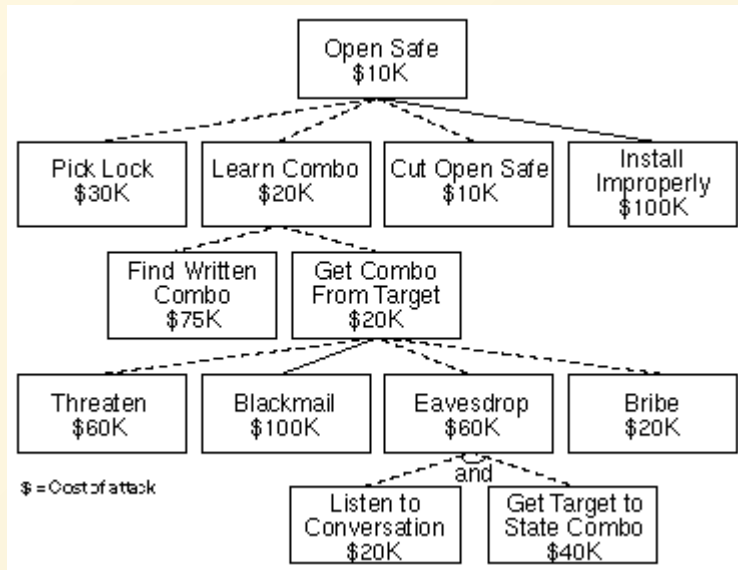 Open Safe
$10K
Pick Lock
$30K
Learn Combo
$20K
Cut Open Safe
$10K
Install
Improperly
$100K
Find Written
Combo
$75K
Get Combo
From Target
$20K
Threaten
$60K
Blackmail
$100K
Eavesdrop
$60K
Bribe
$20K
and
$ = Cost of attack
Listen to
Conversation
$20K
Get Target to
State Combo
$40K